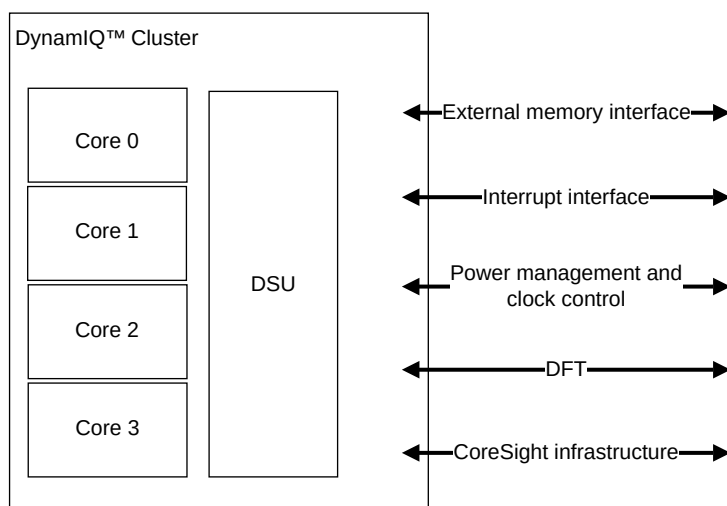 DynamIQ™ Cluster
Core 0
Core 1
Core 2
Core 3
DSU
External memory interface
Interrupt interface
Power management and
clock control
DFT
CoreSight infrastructure